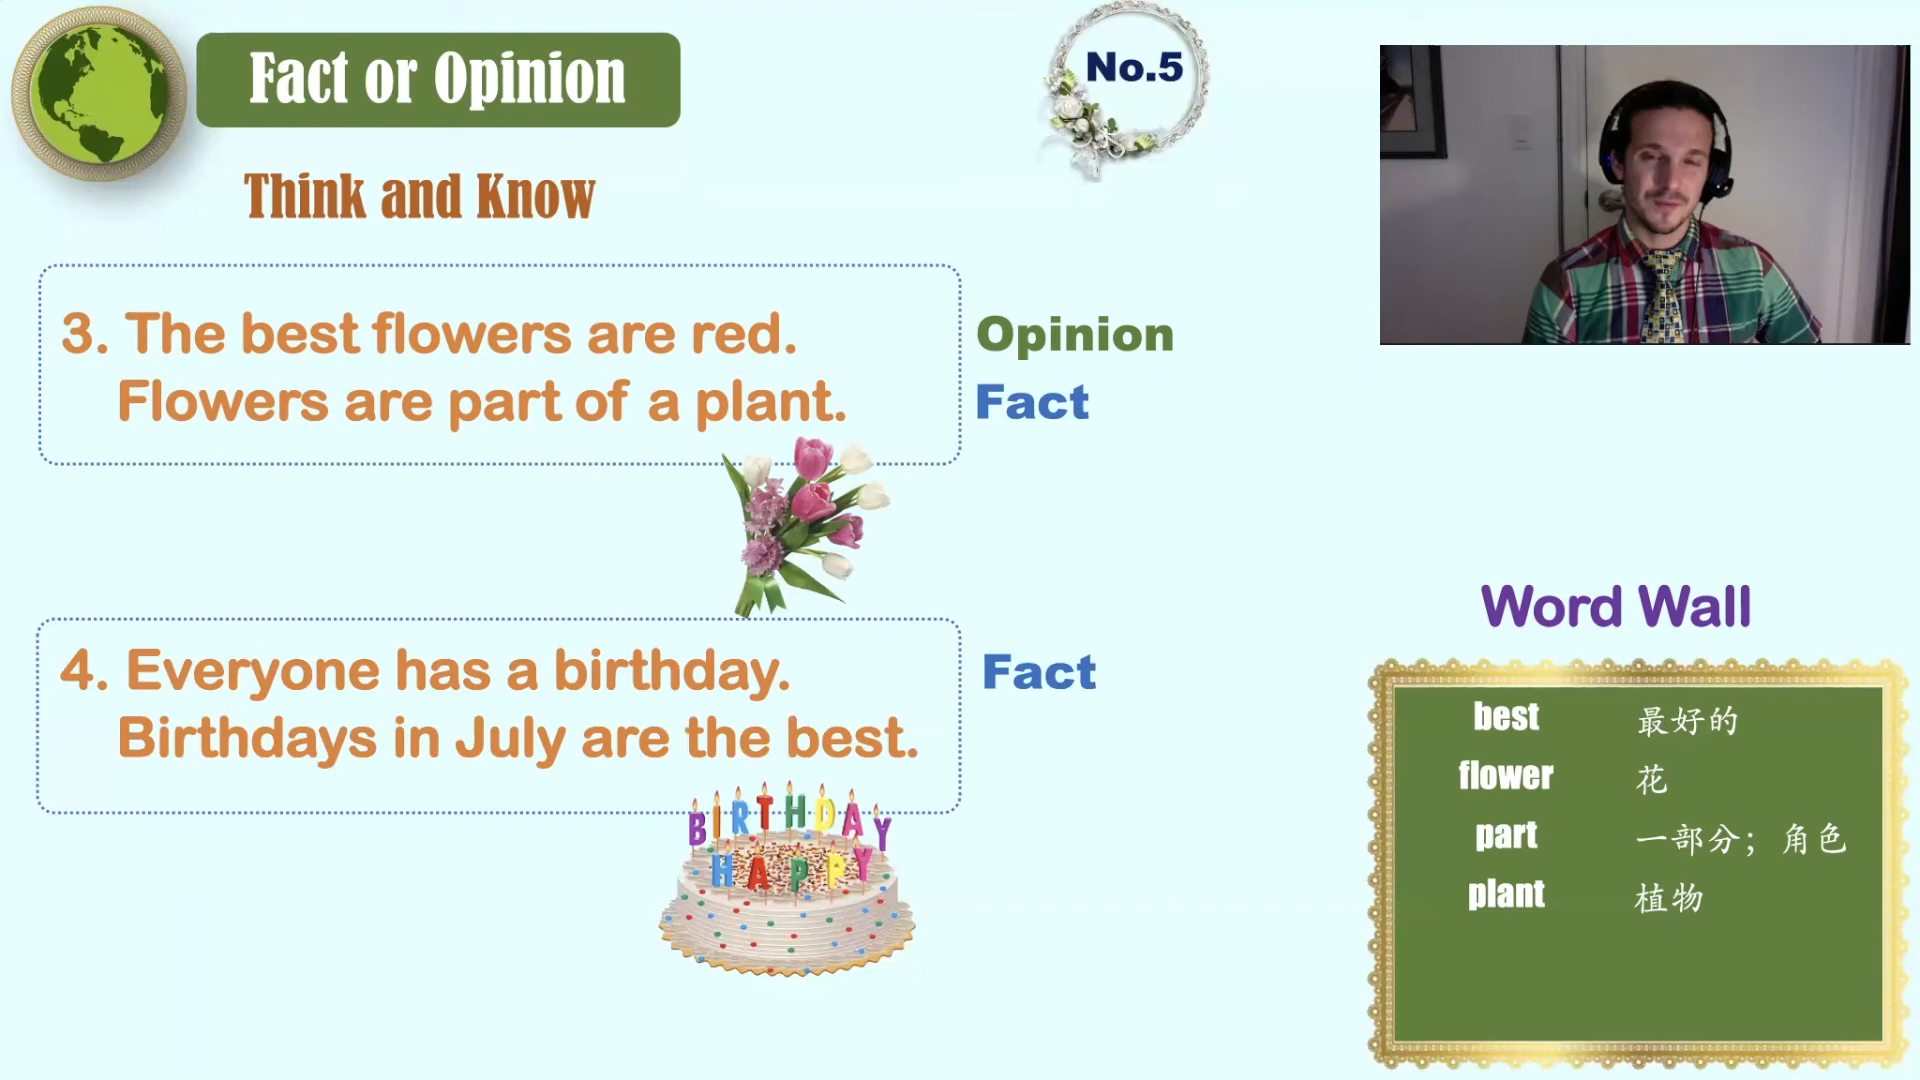 Fact or Opinion
No.5
Think and Know
3. The best flowers are red.
Opinion
Flowers are part of a plant.
Fact
4. Everyone has a birthday.
Fact
Birthdays in July are the best.
BIRTHDAY
HAPPY
Word Wall
best 最好的
flower 花
part 一部分；角色
plant 植物